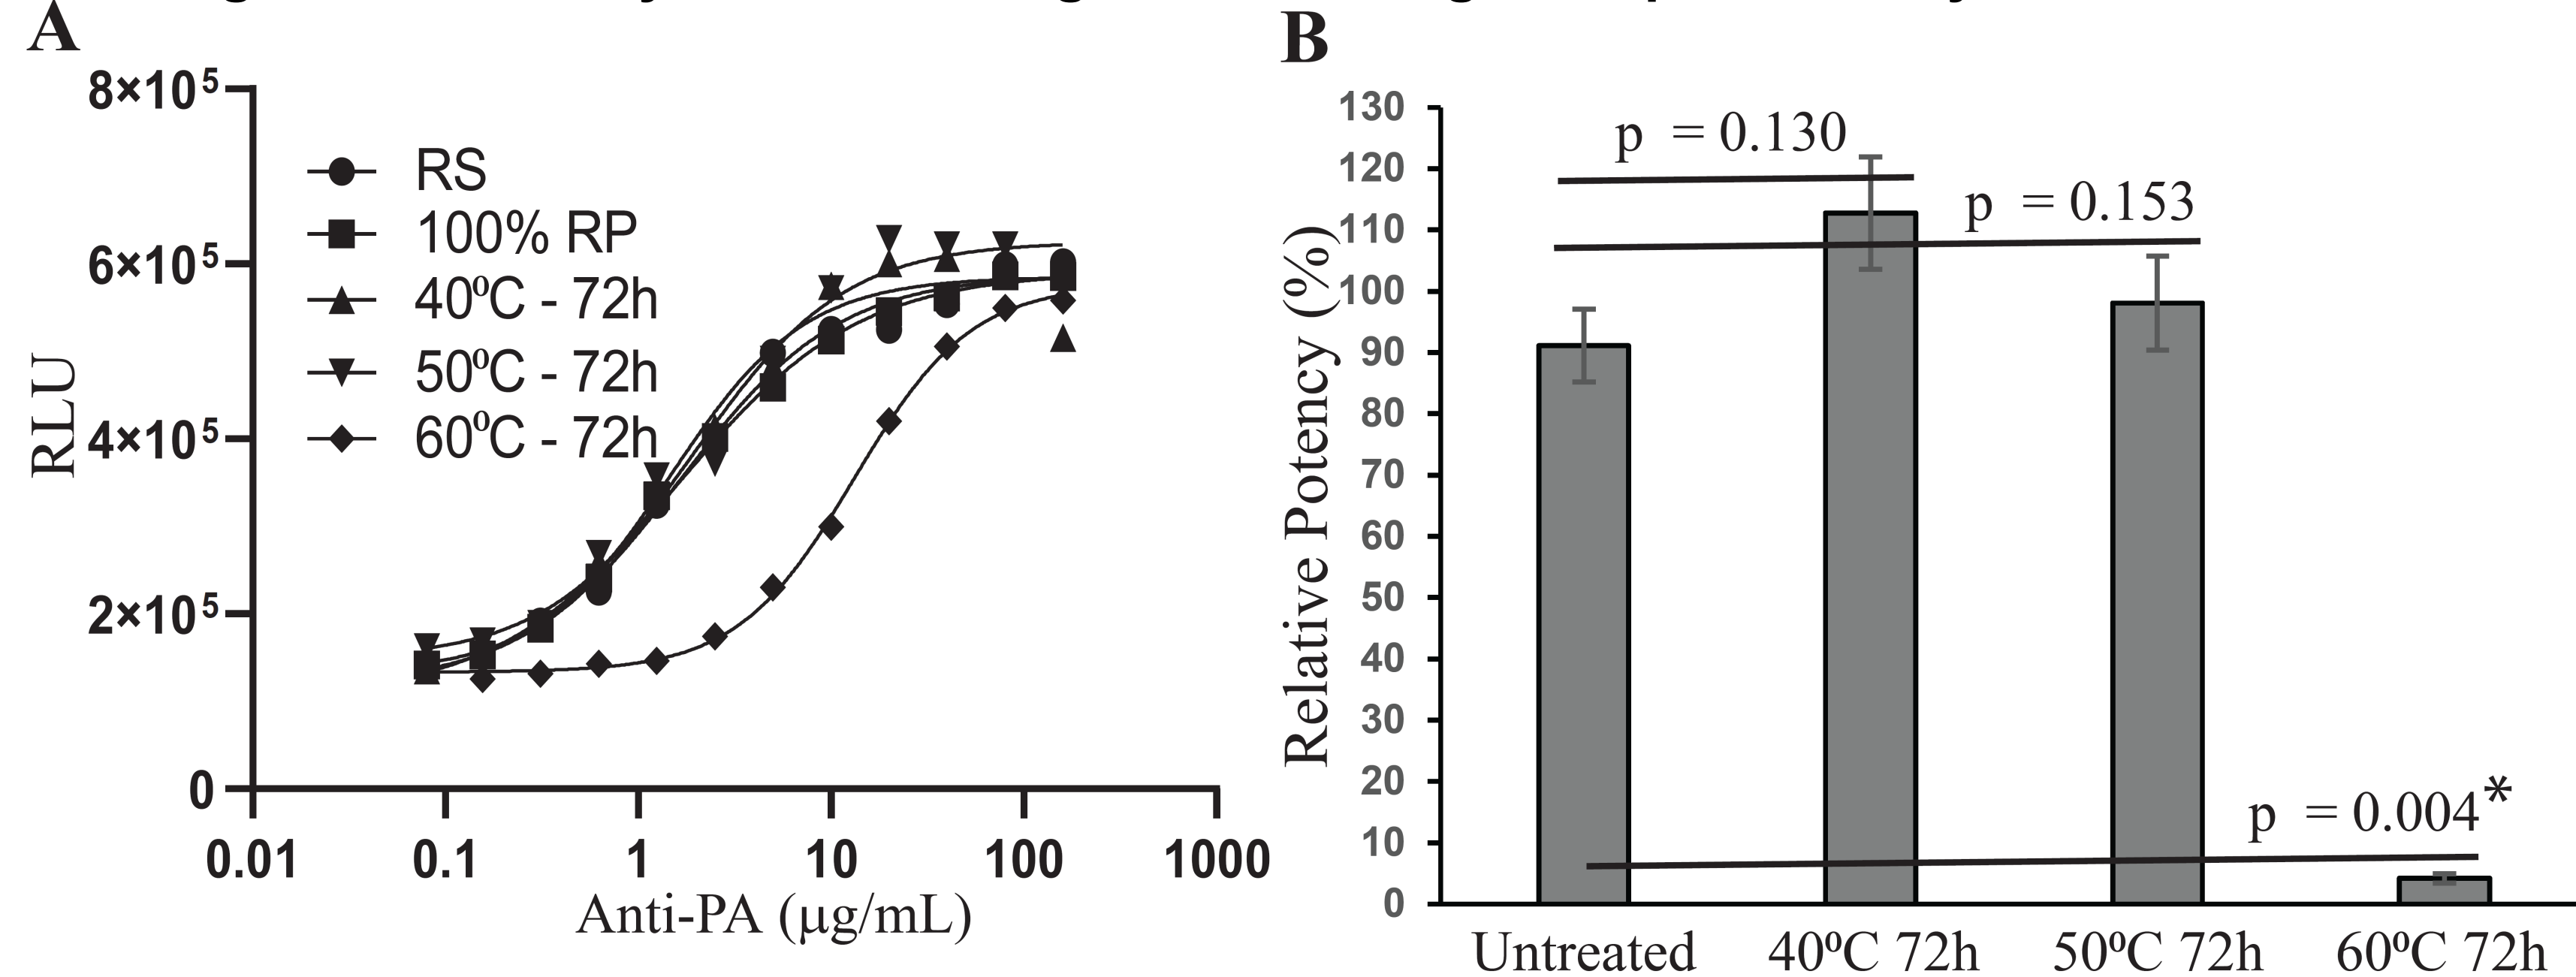 A
8×10⁵
6×10⁵
4×10⁵
2×10⁵
0
RLU
RS
100% RP
40ºC - 72h
50ºC - 72h
60ºC - 72h
0.01 0.1 1 10 100 1000
Anti-PA (µg/mL)
B
130
120
110
100
90
80
70
60
50
40
30
20
10
0
Relative Potency (%)
p = 0.130
p = 0.153
p = 0.004*
Untreated 40ºC 72h 50ºC 72h 60ºC 72h